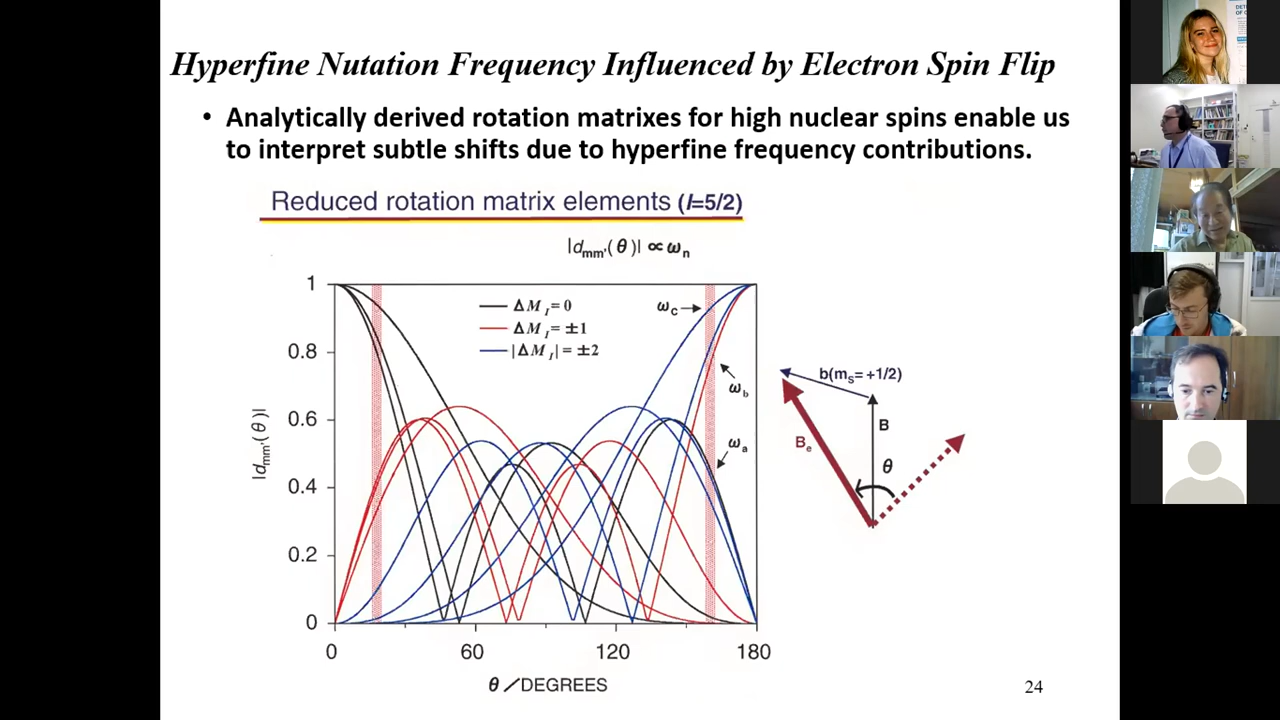 Hyperfine Nutation Frequency Influenced by Electron Spin Flip
• Analytically derived rotation matrixes for high nuclear spins enable us
to interpret subtle shifts due to hyperfine frequency contributions.
Reduced rotation matrix elements (I=5/2)
|dmm'(θ)| ∝ ωn
1
0.8
0.6
0.4
0.2
0
|dmm'(θ)|
ΔMI = 0
ΔMI = ±1
|ΔMI| = ±2
ωc
ωb
ωa
0 60 120 180
θ／DEGREES
b(mS= +1/2)
B
Be
θ
24